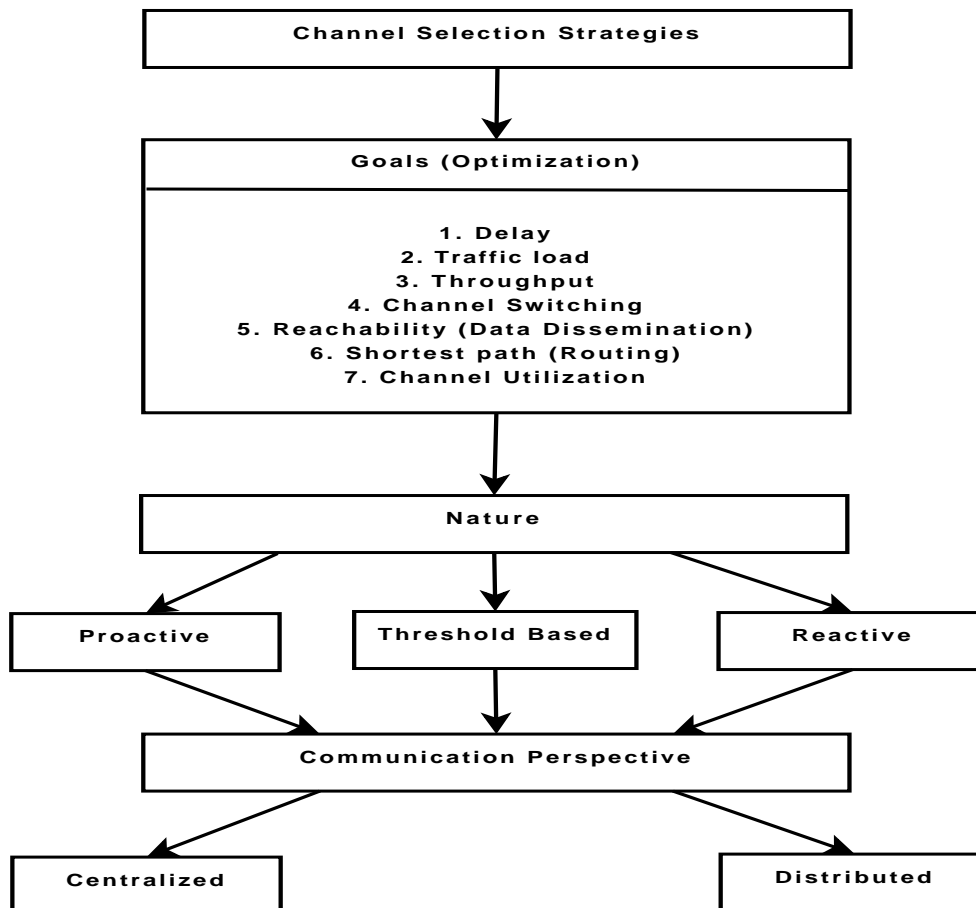 Channel Selection Strategies
Goals (Optimization)
1. Delay
2. Traffic load
3. Throughput
4. Channel Switching
5. Reachability (Data Dissemination)
6. Shortest path (Routing)
7. Channel Utilization
Nature
Proactive
Threshold Based
Reactive
Communication Perspective
Centralized
Distributed